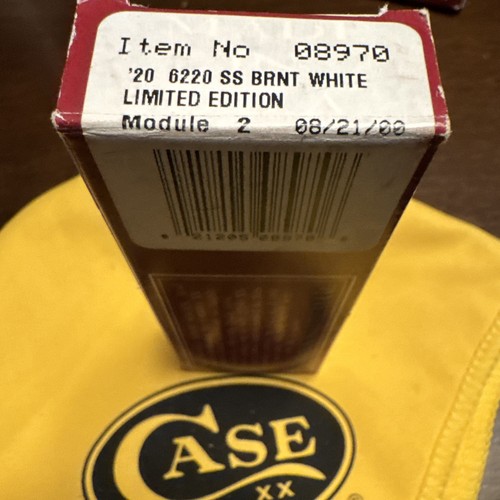 Item No 08970
'20 6220 SS BRNT WHITE
LIMITED EDITION
Module 2 08/21/00
CASE
XX
®